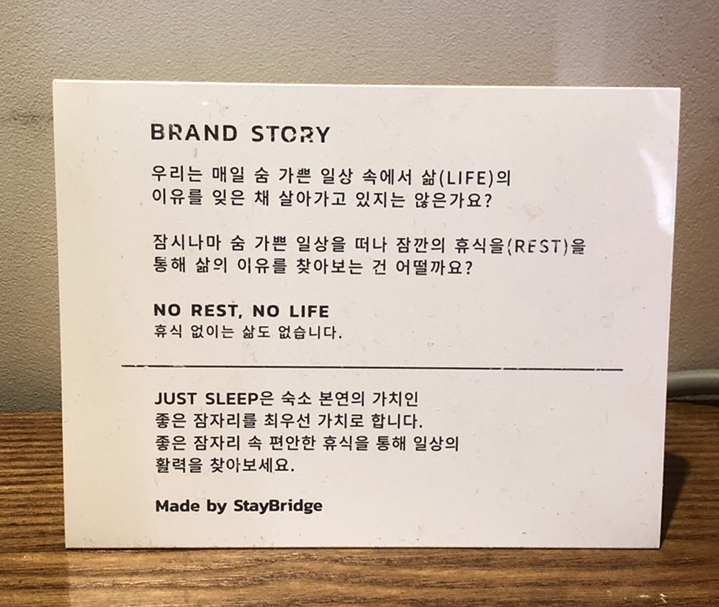 BRAND STORY
우리는 매일 숨 가쁜 일상 속에서 삶(LIFE)의
이유를 잊은 채 살아가고 있지는 않은가요?
잠시나마 숨 가쁜 일상을 떠나 잠깐의 휴식을(REST)을
통해 삶의 이유를 찾아보는 건 어떨까요?
NO REST, NO LIFE
휴식 없이는 삶도 없습니다.
JUST SLEEP은 숙소 본연의 가치인
좋은 잠자리를 최우선 가치로 합니다.
좋은 잠자리 속 편안한 휴식을 통해 일상의
활력을 찾아보세요.
Made by StayBridge